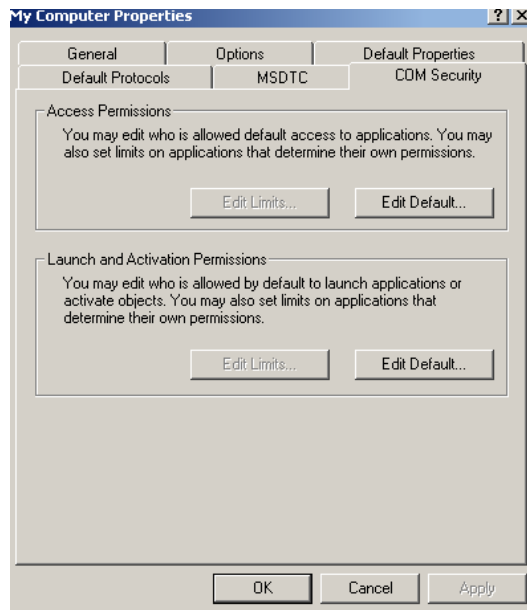 My Computer Properties
General Options Default Properties
Default Protocols MSDTC COM Security
Access Permissions
You may edit who is allowed default access to applications. You may
also set limits on applications that determine their own permissions.
Edit Limits... Edit Default...
Launch and Activation Permissions
You may edit who is allowed by default to launch applications or
activate objects. You may also set limits on applications that
determine their own permissions.
Edit Limits... Edit Default...
OK Cancel Apply